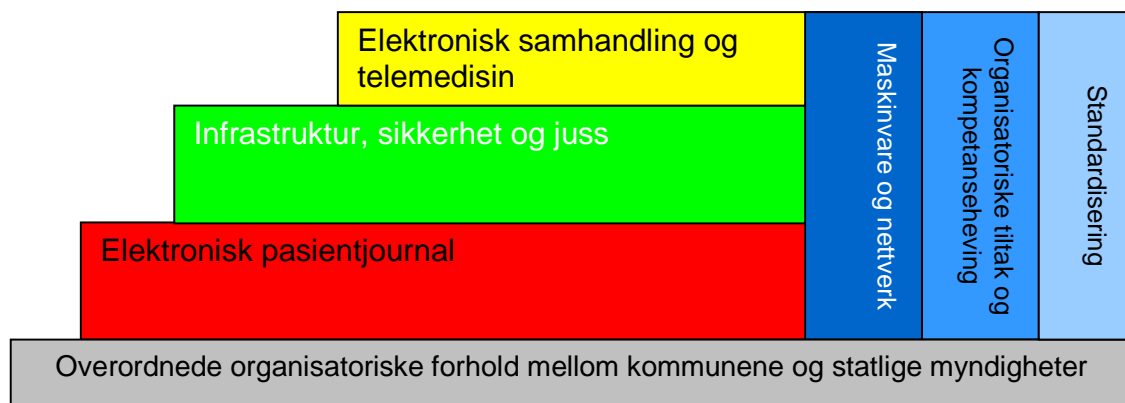 Elektronisk samhandling og
telemedisin
Infrastruktur, sikkerhet og juss
Elektronisk pasientjournal
Maskinvare og nettverk
Organisatoriske tiltak og
kompetanseheving
Standardisering
Overordnede organisatoriske forhold mellom kommunene og statlige myndigheter